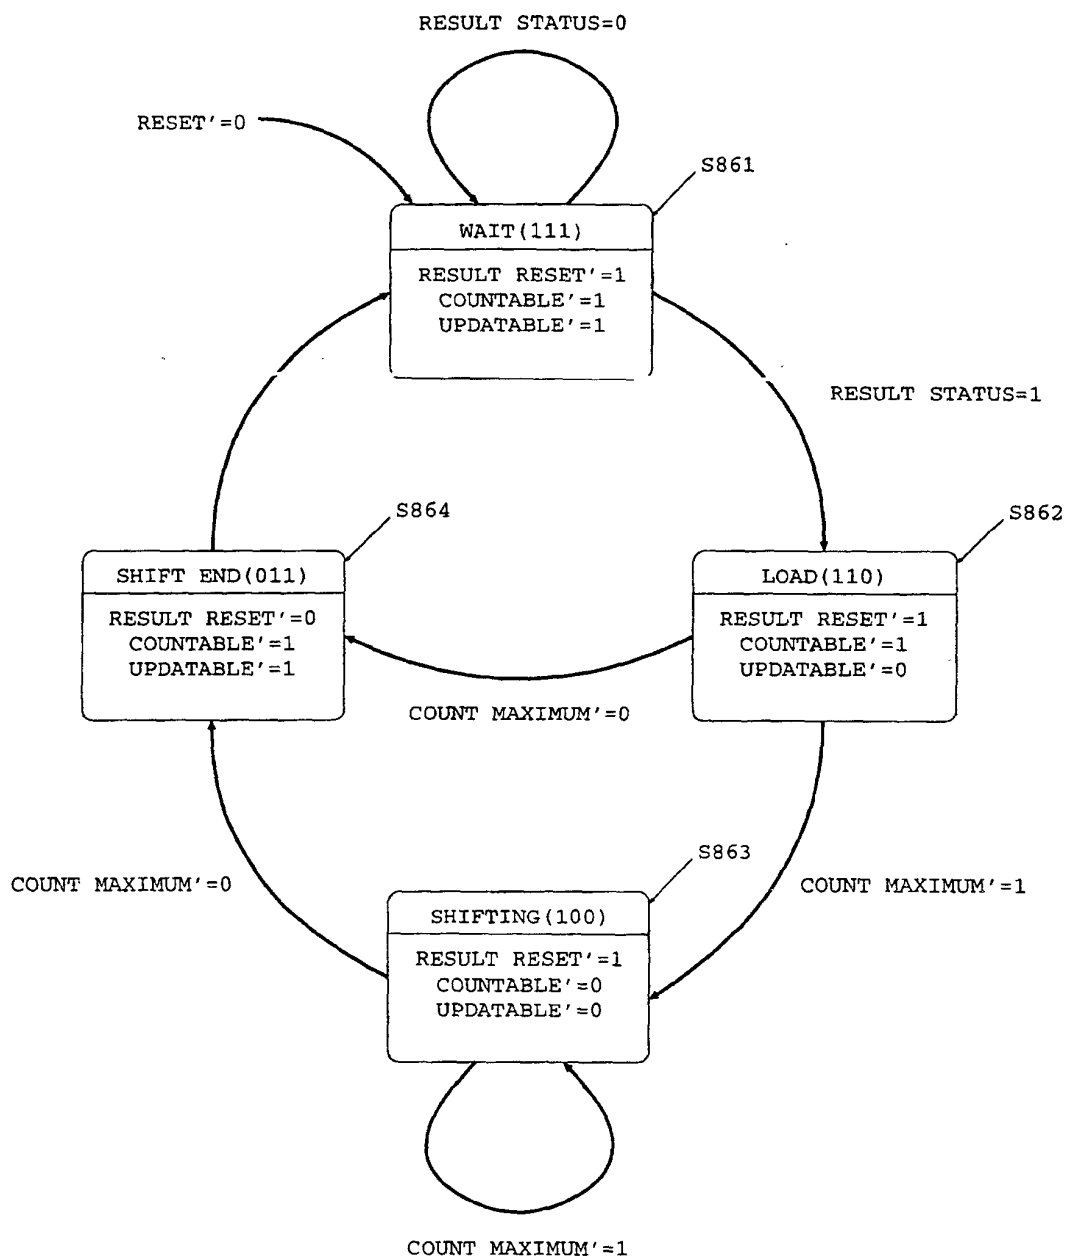 RESULT STATUS=0
RESET'=0
S861
WAIT(111)
RESULT RESET'=1
COUNTABLE'=1
UPDATABLE'=1
RESULT STATUS=1
S864
S862
SHIFT END(011)
RESULT RESET'=0
COUNTABLE'=1
UPDATABLE'=1
LOAD(110)
RESULT RESET'=1
COUNTABLE'=1
UPDATABLE'=0
COUNT MAXIMUM'=0
S863
COUNT MAXIMUM'=0
COUNT MAXIMUM'=1
SHIFTING(100)
RESULT RESET'=1
COUNTABLE'=0
UPDATABLE'=0
COUNT MAXIMUM'=1